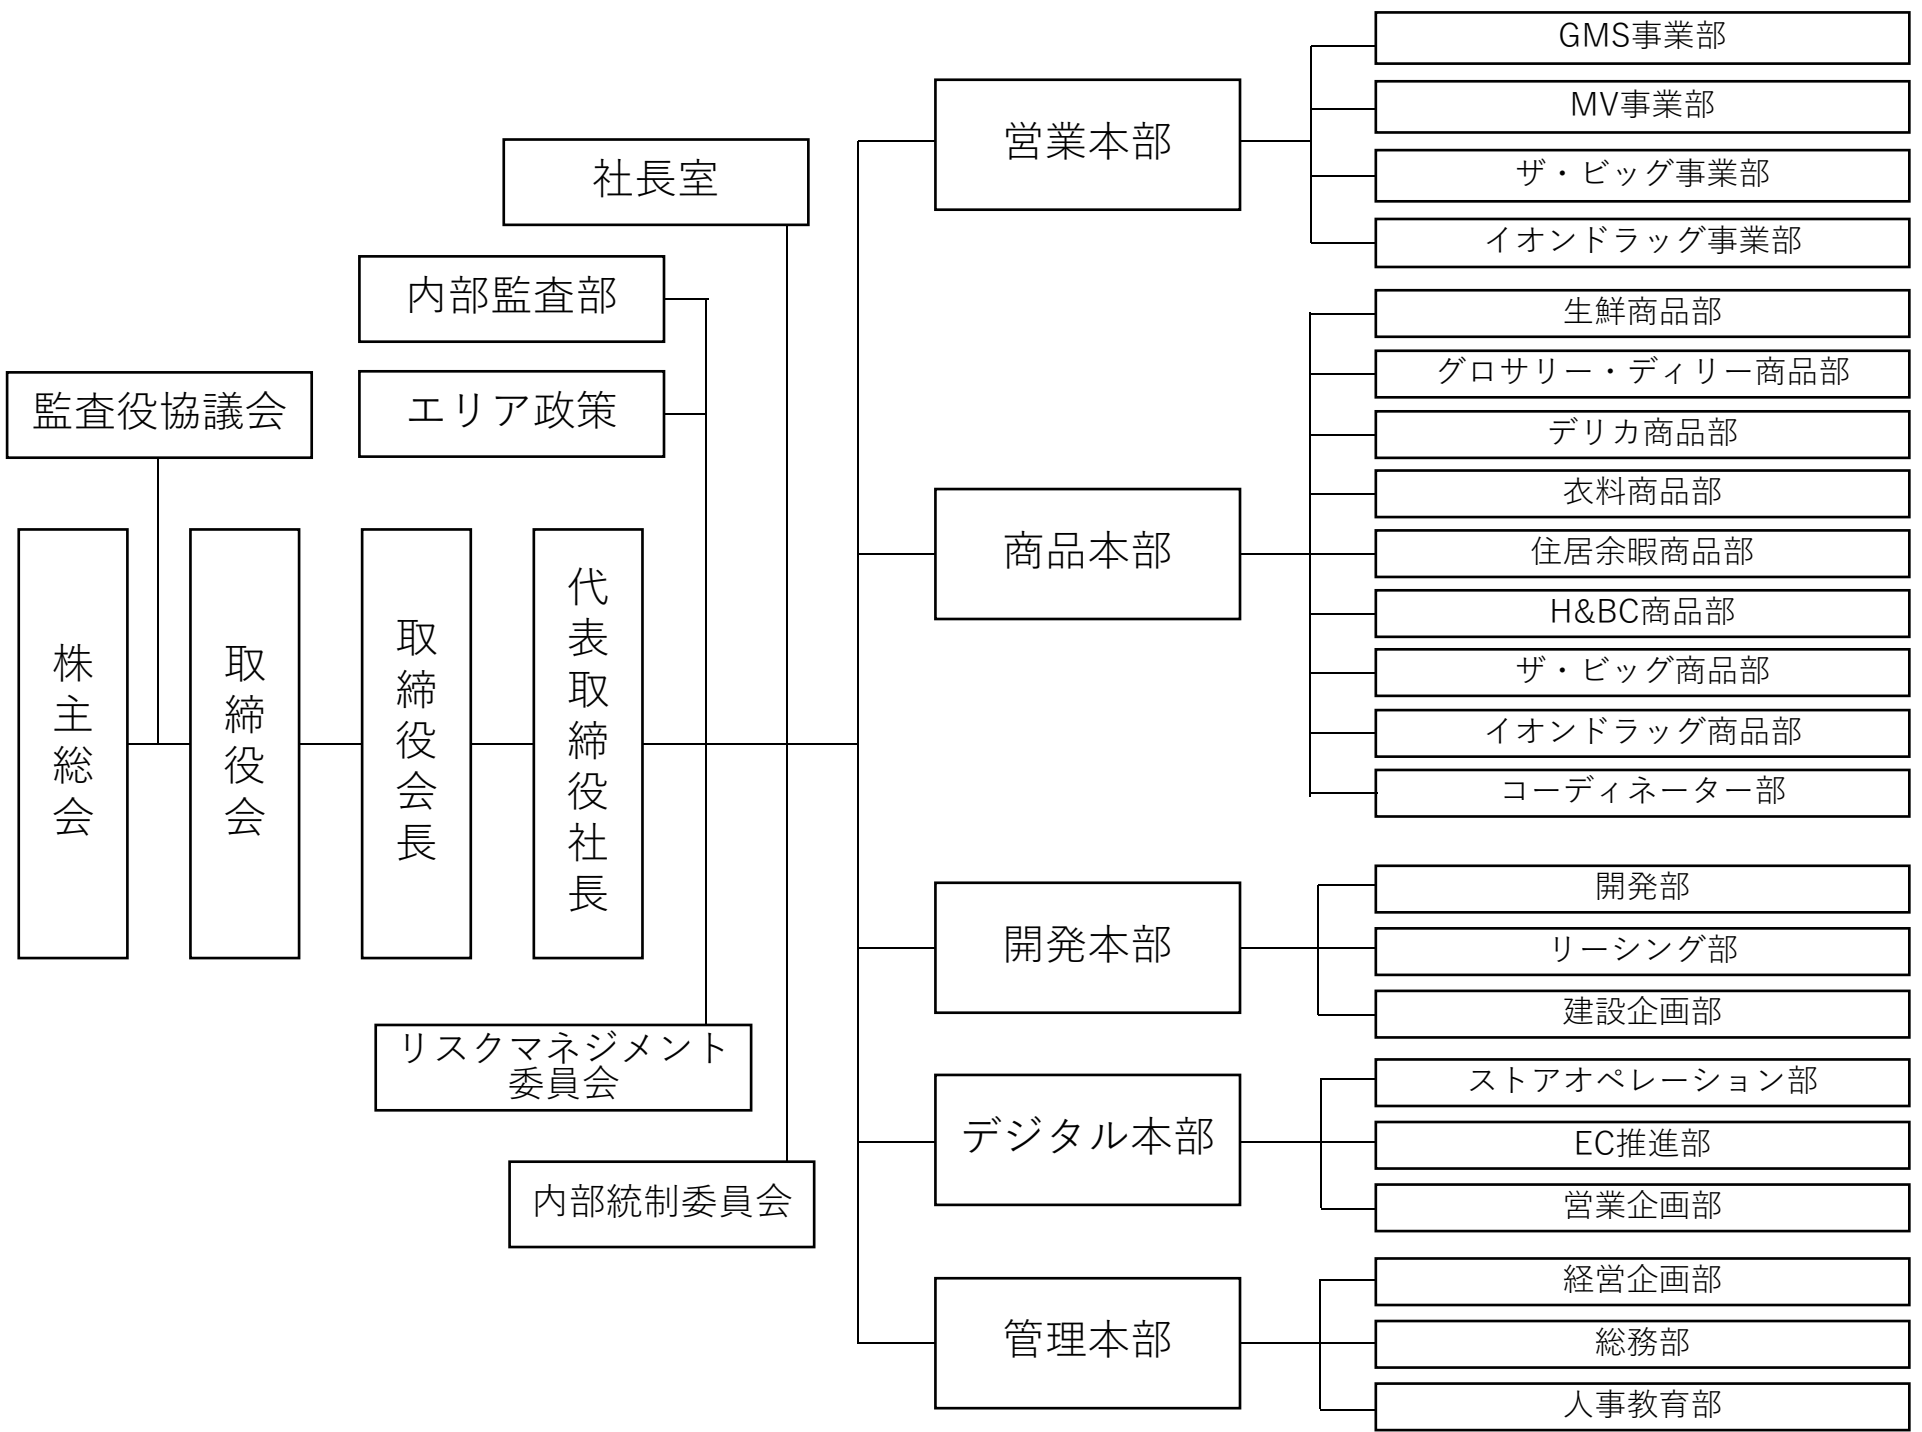 監査役協議会
株主総会
取締役会
取締役会長
代表取締役社長
社長室
内部監査部
エリア政策
リスクマネジメント
委員会
内部統制委員会
営業本部
GMS事業部
MV事業部
ザ・ビッグ事業部
イオンドラッグ事業部
商品本部
生鮮商品部
グロサリー・ディリー商品部
デリカ商品部
衣料商品部
住居余暇商品部
H&BC商品部
ザ・ビッグ商品部
イオンドラッグ商品部
コーディネーター部
開発本部
開発部
リーシング部
建設企画部
デジタル本部
ストアオペレーション部
EC推進部
営業企画部
管理本部
経営企画部
総務部
人事教育部